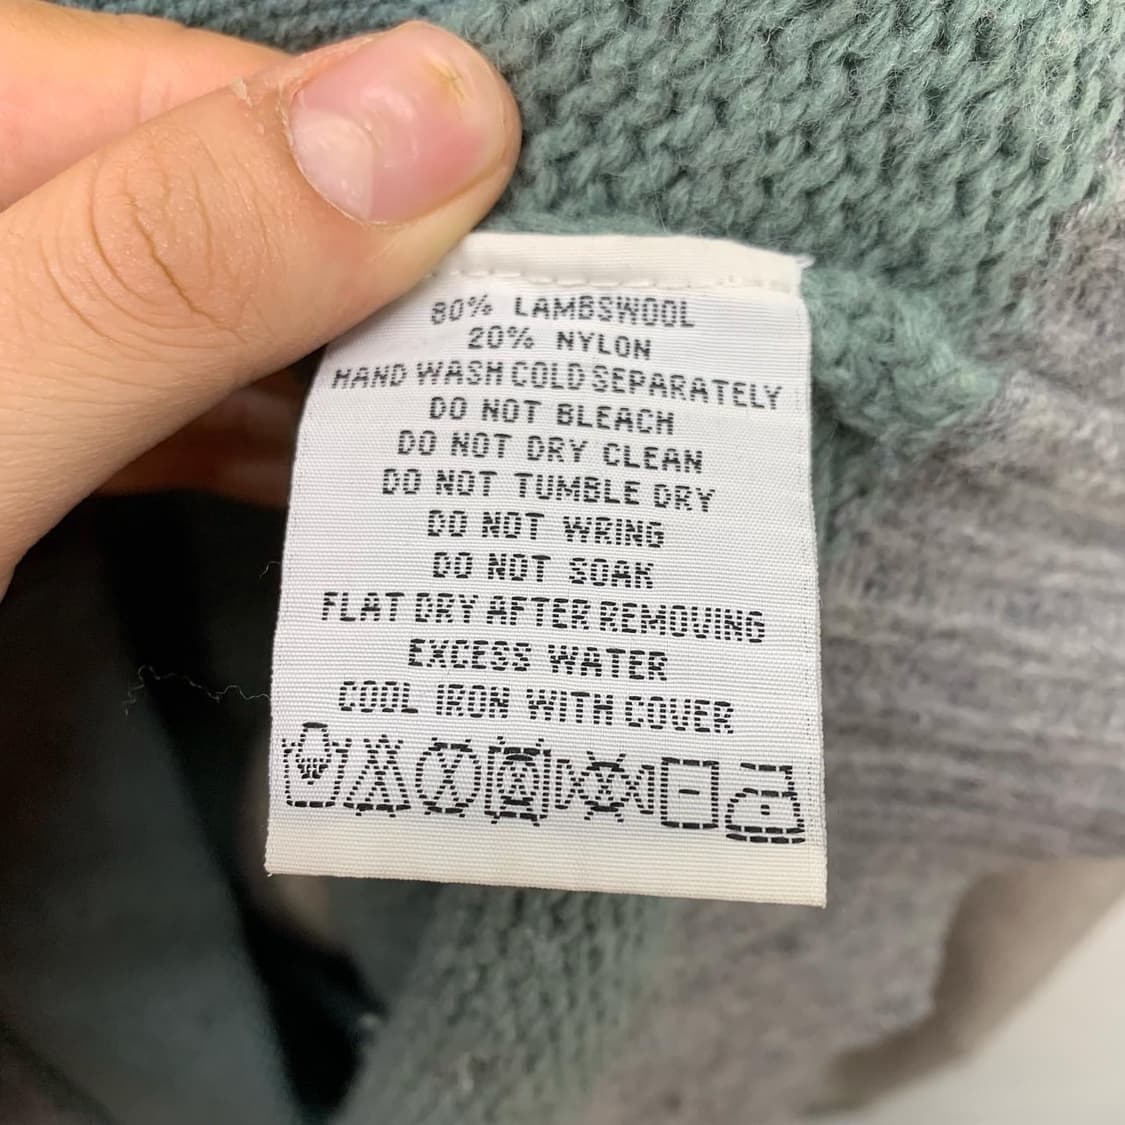 80% LAMBSWOOL
20% NYLON
HAND WASH COLD SEPARATELY
DO NOT BLEACH
DO NOT DRY CLEAN
DO NOT TUMBLE DRY
DO NOT WRING
DO NOT SOAK
FLAT DRY AFTER REMOVING
EXCESS WATER
COOL IRON WITH COVER